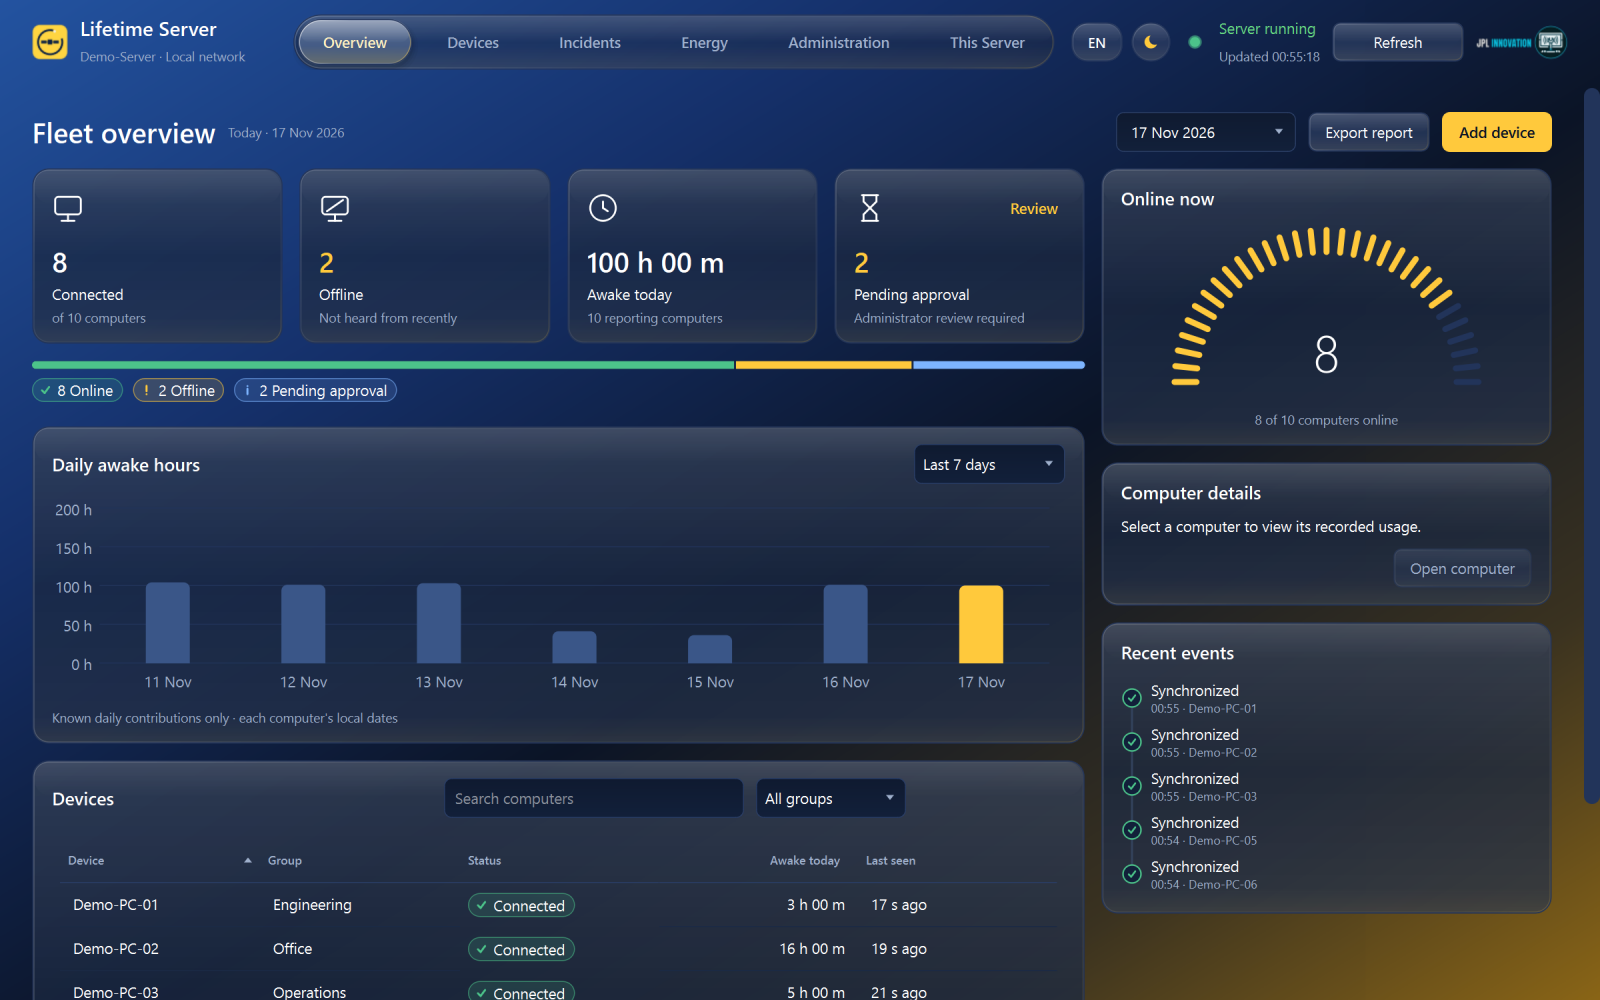 Lifetime Server
Demo-Server · Local network
Overview
Devices
Incidents
Energy
Administration
This Server
EN
Server running
Updated 00:55:18
Refresh
JPL INNOVATION
Fleet overview
Today · 17 Nov 2026
17 Nov 2026
Export report
Add device
8
Connected
of 10 computers
2
Offline
Not heard from recently
100 h 00 m
Awake today
10 reporting computers
Review
2
Pending approval
Administrator review required
8 Online
! 2 Offline
i 2 Pending approval
Online now
8
8 of 10 computers online
Daily awake hours
Last 7 days
200 h
150 h
100 h
50 h
0 h
11 Nov
12 Nov
13 Nov
14 Nov
15 Nov
16 Nov
17 Nov
Known daily contributions only · each computer's local dates
Computer details
Select a computer to view its recorded usage.
Open computer
Recent events
Synchronized
00:55 · Demo-PC-01
Synchronized
00:55 · Demo-PC-02
Synchronized
00:55 · Demo-PC-03
Synchronized
00:54 · Demo-PC-05
Synchronized
00:54 · Demo-PC-06
Devices
Search computers
All groups
Device Group Status Awake today Last seen
Demo-PC-01 Engineering Connected 3 h 00 m 17 s ago
Demo-PC-02 Office Connected 16 h 00 m 19 s ago
Demo-PC-03 Operations Connected 5 h 00 m 21 s ago